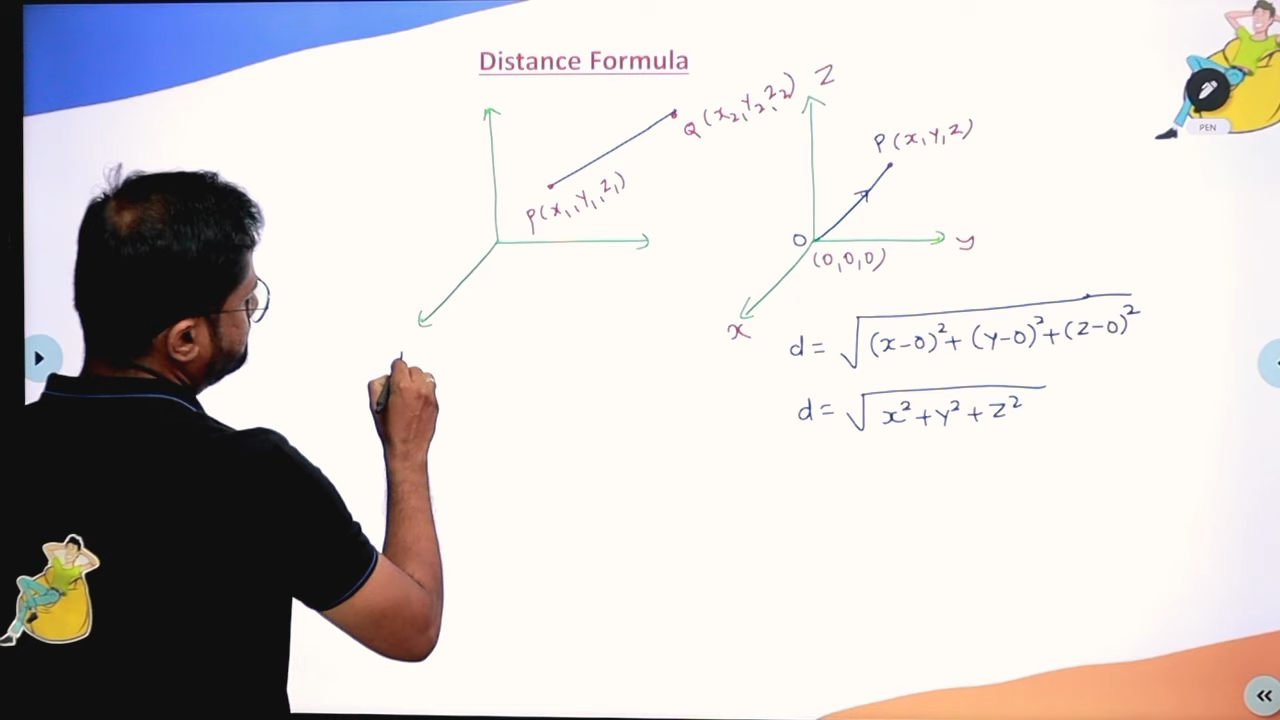 Distance Formula
Z
Q(x₂,y₂,z₂)
P(x,y,z)
PEN
P(x₁,y₁,z₁)
O
y
(0,0,0)
x
d = √(x-0)²+(y-0)²+(z-0)²
d = √x²+y²+z²